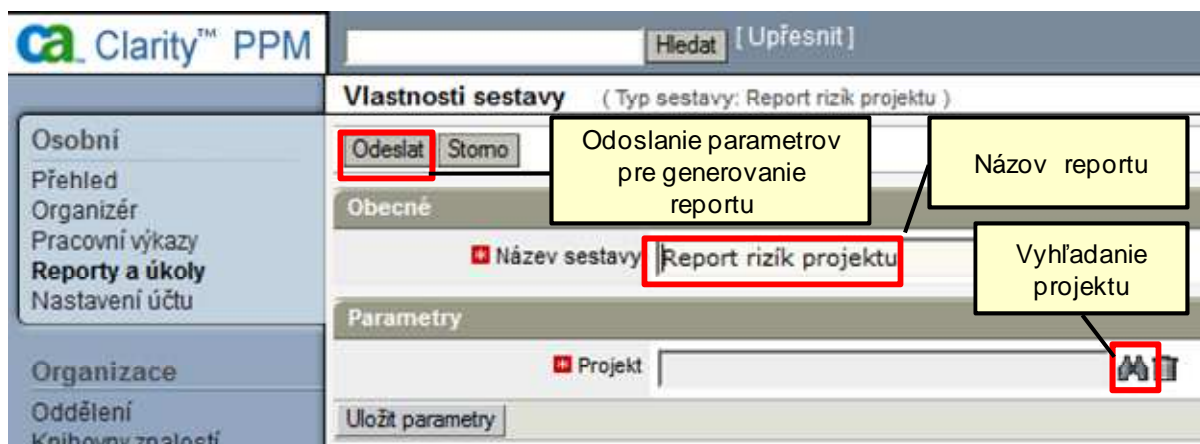 ca Clarity™ PPM
Hledat [ Upřesnit ]
Vlastnosti sestavy ( Typ sestavy: Report rizík projektu )
Osobní
Přehled
Organizér
Pracovní výkazy
Reporty a úkoly
Nastavení účtu
Organizace
Oddělení
Knihovny znalostí
Odeslat Storno
Odoslanie parametrov
pre generovanie
reportu
Názov reportu
Obecné
Název sestavy Report rizík projektu
Vyhľadanie
projektu
Parametry
Projekt
Uložit parametry